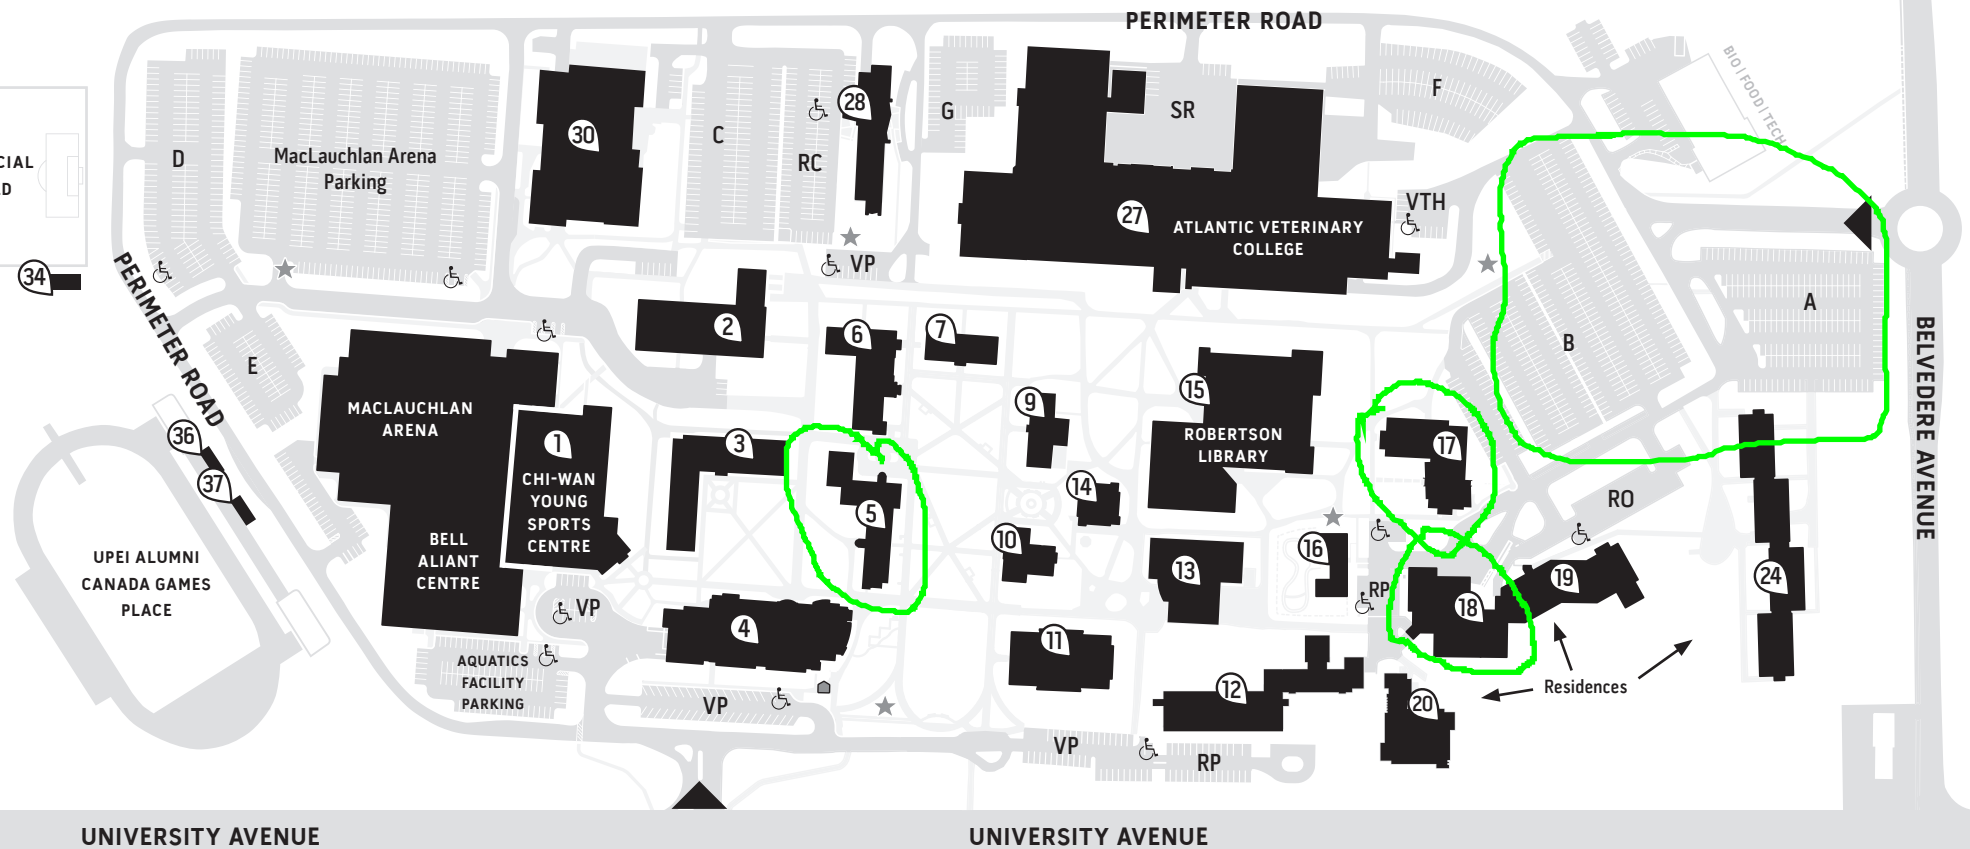 PERIMETER ROAD
BIO | FOOD | TECH
D
MacLauchlan Arena
Parking
30
C
RC
28
G
SR
F
CIAL
D
27
ATLANTIC VETERINARY
COLLEGE
VTH
34
PERIMETER ROAD
VP
2
6
7
A
B
E
BELVEDERE AVENUE
MACLAUCHLAN
ARENA
1
CHI-WAN
YOUNG
SPORTS
CENTRE
BELL
ALIANT
CENTRE
3
5
9
14
10
15
ROBERTSON
LIBRARY
17
RO
36
37
UPEI ALUMNI
CANADA GAMES
PLACE
VP
4
11
13
16
RP
18
19
24
AQUATICS
FACILITY
PARKING
VP
12
20
Residences
VP
RP
UNIVERSITY AVENUE
UNIVERSITY AVENUE